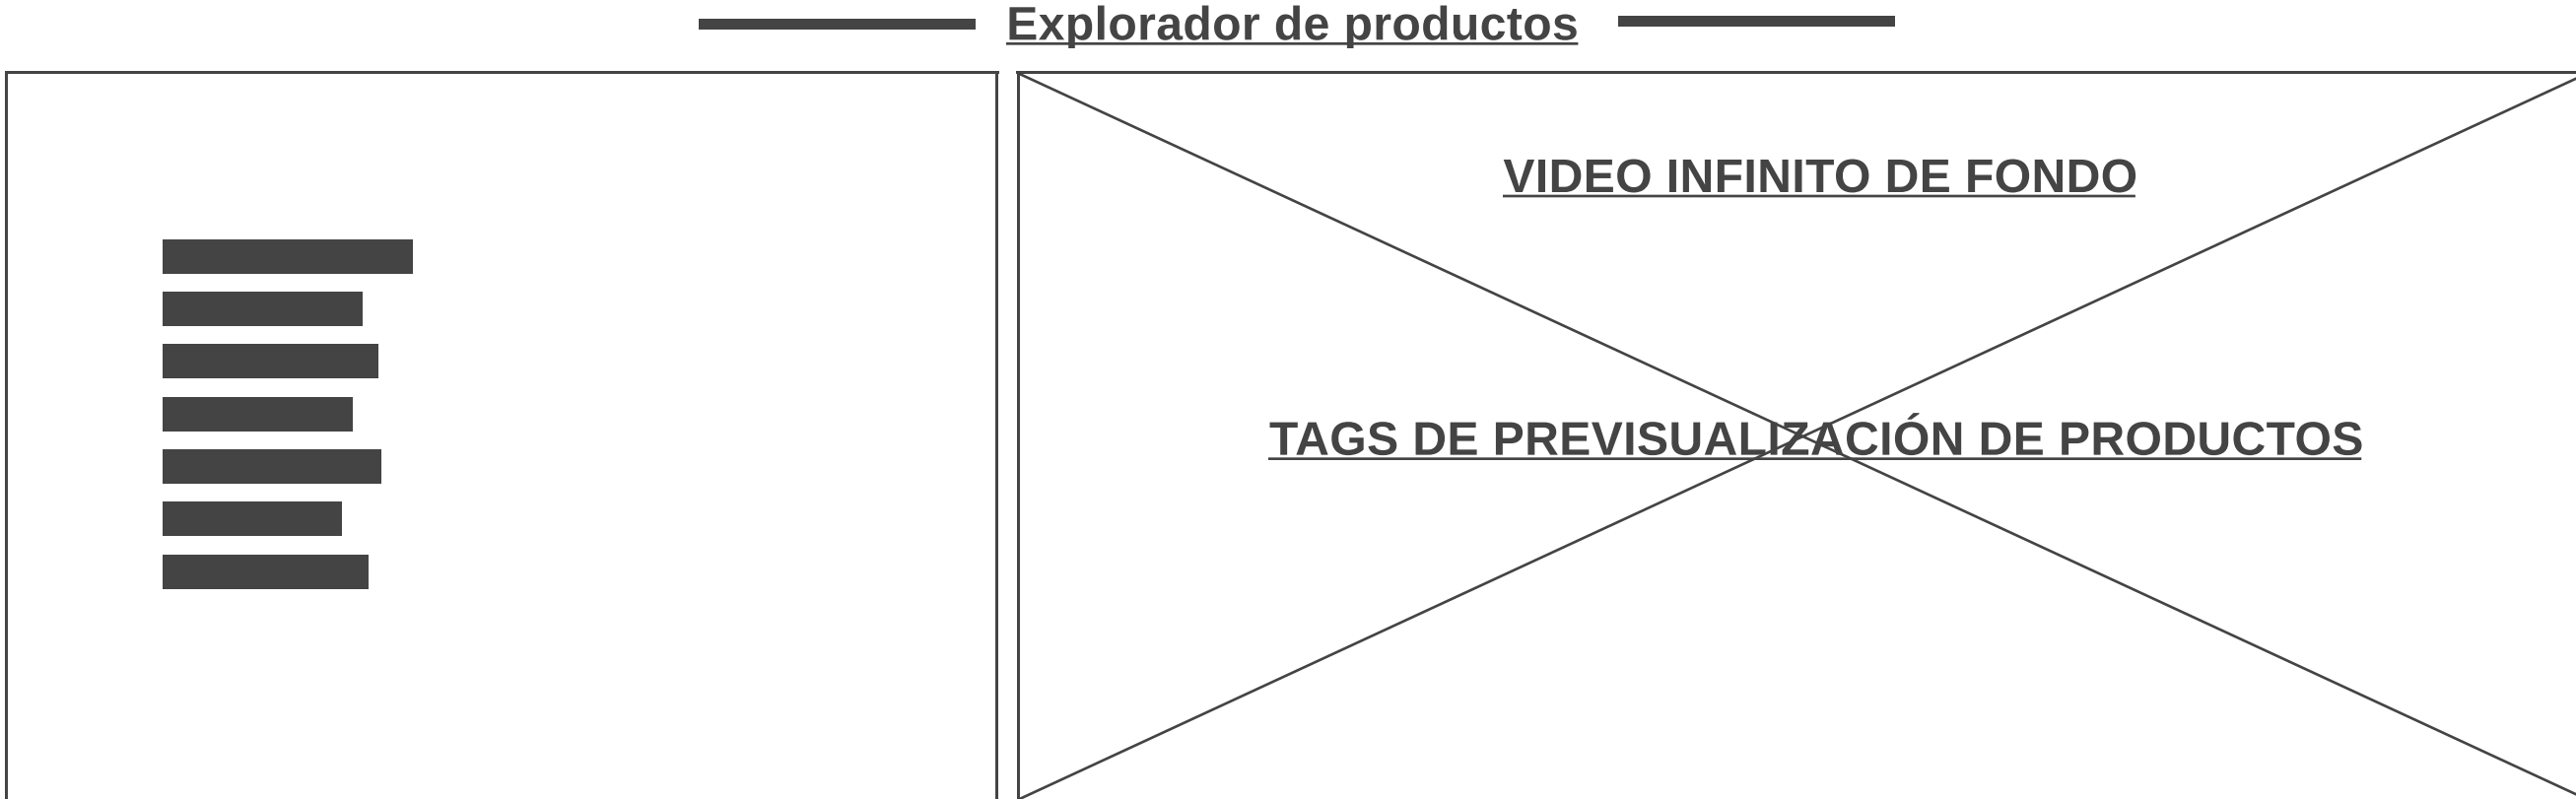 Explorador de productos
VIDEO INFINITO DE FONDO
TAGS DE PREVISUALIZACIÓN DE PRODUCTOS